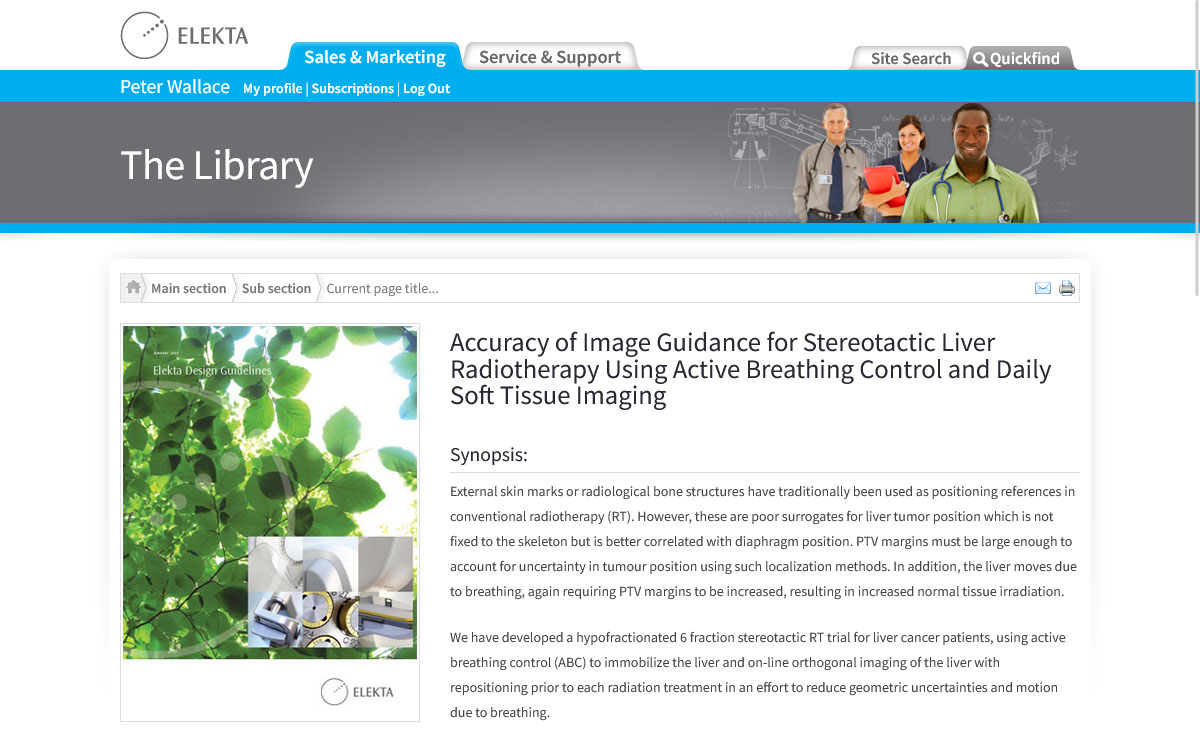 ELEKTA
Sales & Marketing
Service & Support
Site Search
Quickfind
Peter Wallace My profile | Subscriptions | Log Out
The Library
Main section
Sub section
Current page title...
JANUARY 2010
Elekta Design Guidelines
ELEKTA
Accuracy of Image Guidance for Stereotactic Liver
Radiotherapy Using Active Breathing Control and Daily
Soft Tissue Imaging
Synopsis:
External skin marks or radiological bone structures have traditionally been used as positioning references in
conventional radiotherapy (RT). However, these are poor surrogates for liver tumor position which is not
fixed to the skeleton but is better correlated with diaphragm position. PTV margins must be large enough to
account for uncertainty in tumour position using such localization methods. In addition, the liver moves due
to breathing, again requiring PTV margins to be increased, resulting in increased normal tissue irradiation.
We have developed a hypofractionated 6 fraction stereotactic RT trial for liver cancer patients, using active
breathing control (ABC) to immobilize the liver and on-line orthogonal imaging of the liver with
repositioning prior to each radiation treatment in an effort to reduce geometric uncertainties and motion
due to breathing.